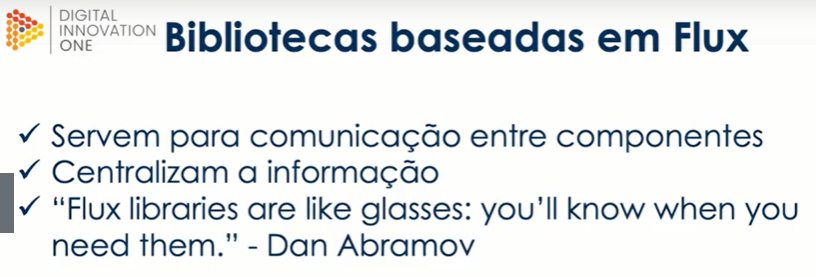 DIGITAL
INNOVATION
ONE
Bibliotecas baseadas em Flux
✓ Servem para comunicação entre componentes
✓ Centralizam a informação
✓ “Flux libraries are like glasses: you’ll know when you
need them.” - Dan Abramov